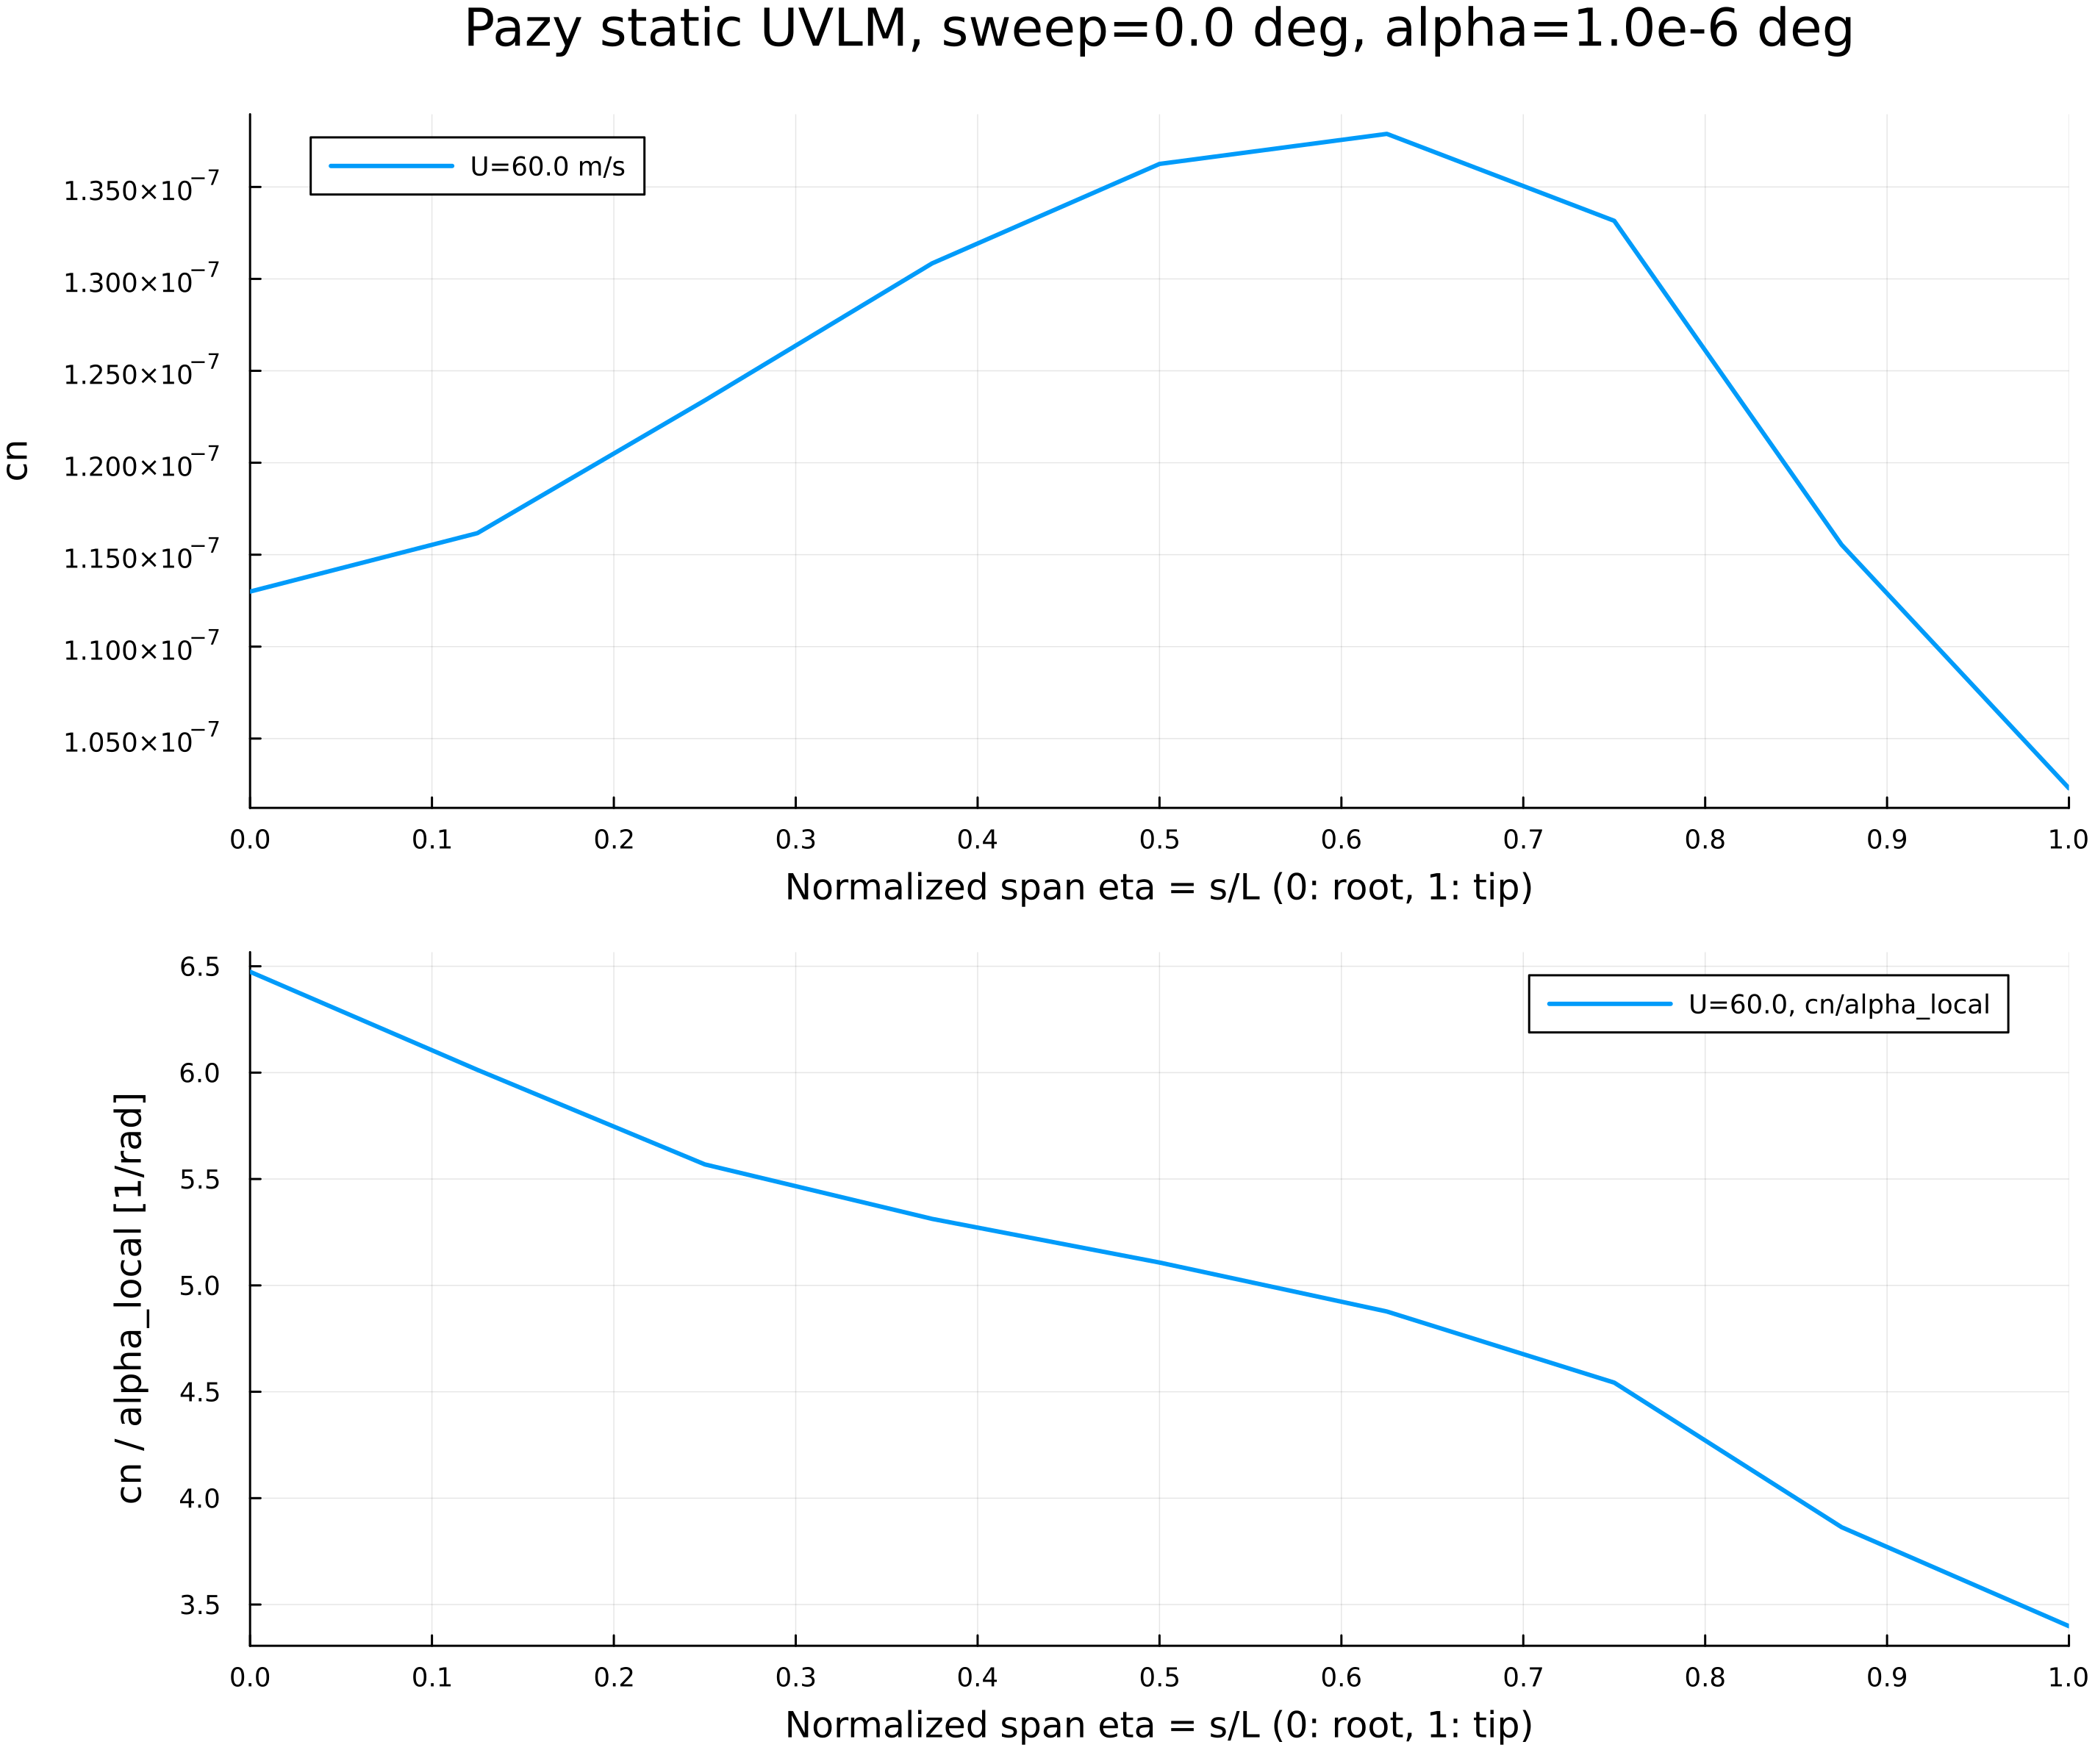 Pazy static UVLM, sweep=0.0 deg, alpha=1.0e-6 deg
U=60.0 m/s
cn
1.350×10⁻⁷
1.300×10⁻⁷
1.250×10⁻⁷
1.200×10⁻⁷
1.150×10⁻⁷
1.100×10⁻⁷
1.050×10⁻⁷
0.0 0.1 0.2 0.3 0.4 0.5 0.6 0.7 0.8 0.9 1.0
Normalized span eta = s/L (0: root, 1: tip)
U=60.0, cn/alpha_local
cn / alpha_local [1/rad]
6.5
6.0
5.5
5.0
4.5
4.0
3.5
0.0 0.1 0.2 0.3 0.4 0.5 0.6 0.7 0.8 0.9 1.0
Normalized span eta = s/L (0: root, 1: tip)